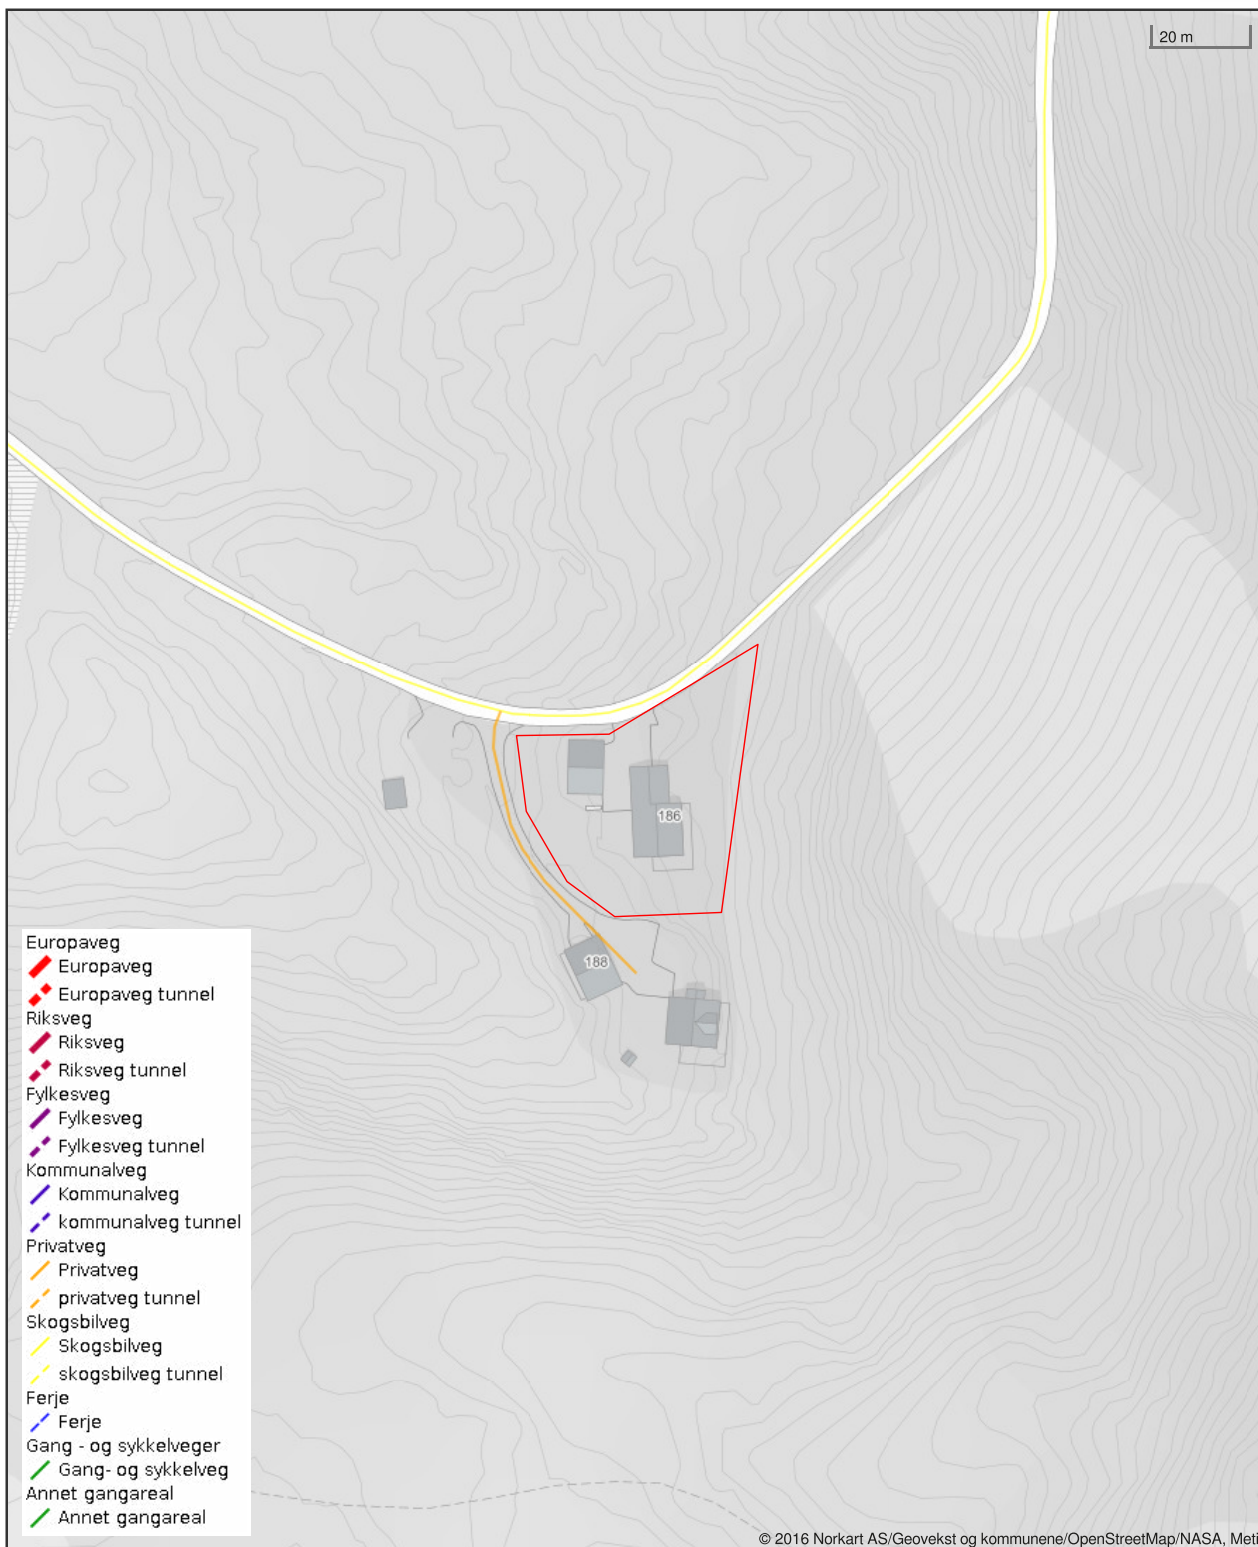 20 m
186
188
Europaveg
Europaveg
Europaveg tunnel
Riksveg
Riksveg
Riksveg tunnel
Fylkesveg
Fylkesveg
Fylkesveg tunnel
Kommunalveg
Kommunalveg
kommunalveg tunnel
Privatveg
Privatveg
privatveg tunnel
Skogsbilveg
Skogsbilveg
skogsbilveg tunnel
Ferje
Ferje
Gang - og sykkelveger
Gang- og sykkelveg
Annet gangareal
Annet gangareal
© 2016 Norkart AS/Geovekst og kommunene/OpenStreetMap/NASA, Meti